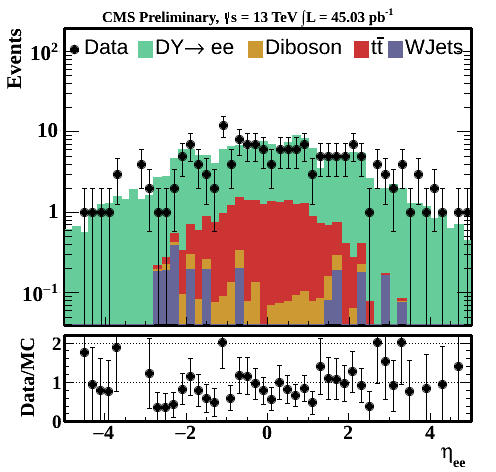 CMS Preliminary, √s = 13 TeV ∫L = 45.03 pb⁻¹
Events
Data DY→ ee Diboson tt̄ WJets
10²
10
1
10⁻¹
Data/MC
2
1
0
−4 −2 0 2 4
η_ee